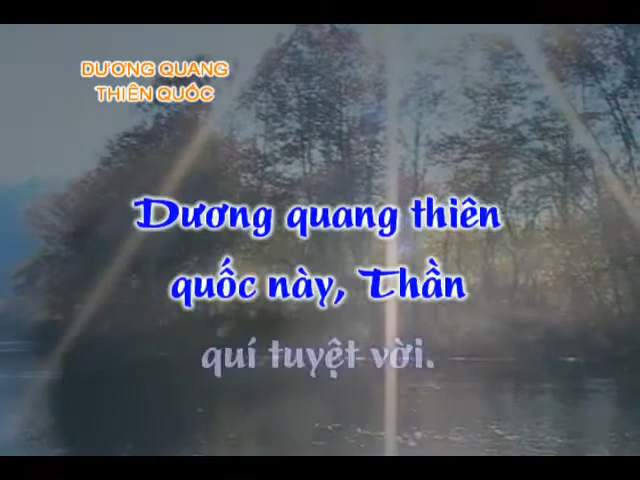 DƯƠNG QUANG
THIÊN QUỐC
Dương quang thiên
quốc này, Thần
quí tuyệt vời.